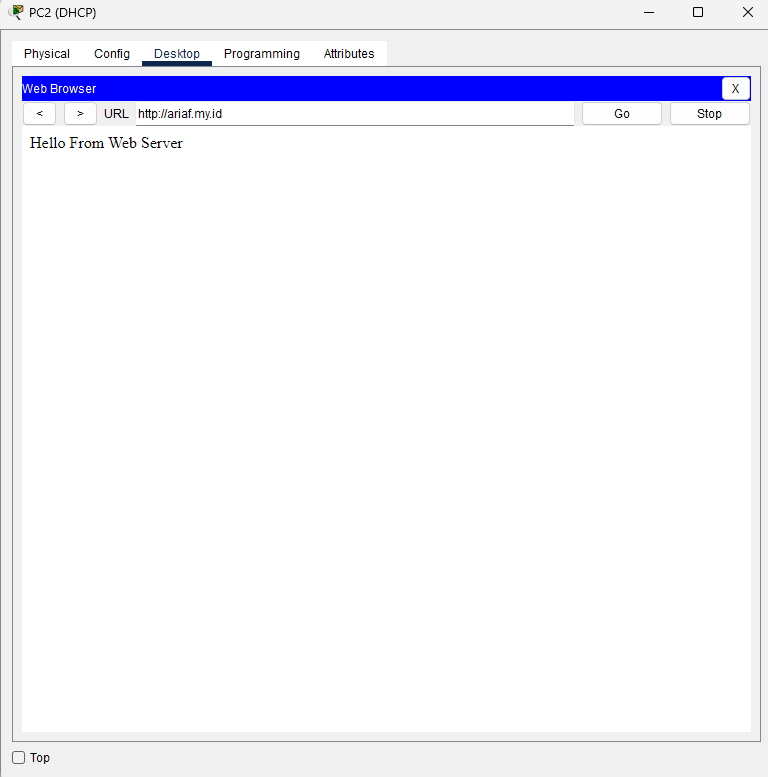 PC2 (DHCP)
Physical Config Desktop Programming Attributes
Web Browser X
< > URL http://ariaf.my.id Go Stop
Hello From Web Server
Top